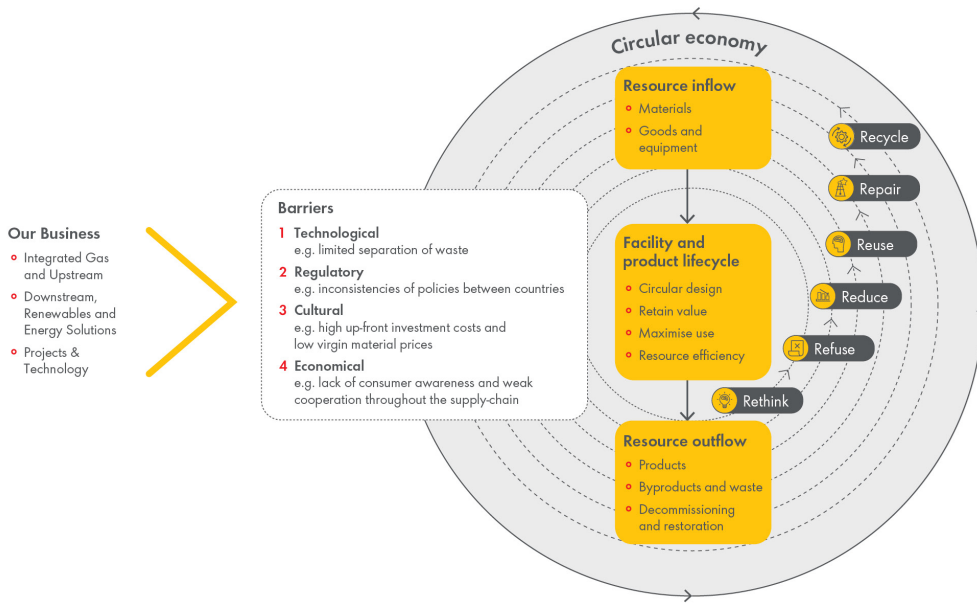 Circular economy
Our Business
Integrated Gas
and Upstream
Downstream,
Renewables and
Energy Solutions
Projects &
Technology
Barriers
1 Technological
e.g. limited separation of waste
2 Regulatory
e.g. inconsistencies of policies between countries
3 Cultural
e.g. high up-front investment costs and
low virgin material prices
4 Economical
e.g. lack of consumer awareness and weak
cooperation throughout the supply-chain
Resource inflow
Materials
Goods and
equipment
Facility and
product lifecycle
Circular design
Retain value
Maximise use
Resource efficiency
Resource outflow
Products
Byproducts and waste
Decommissioning
and restoration
Recycle
Repair
Reuse
Reduce
Refuse
Rethink